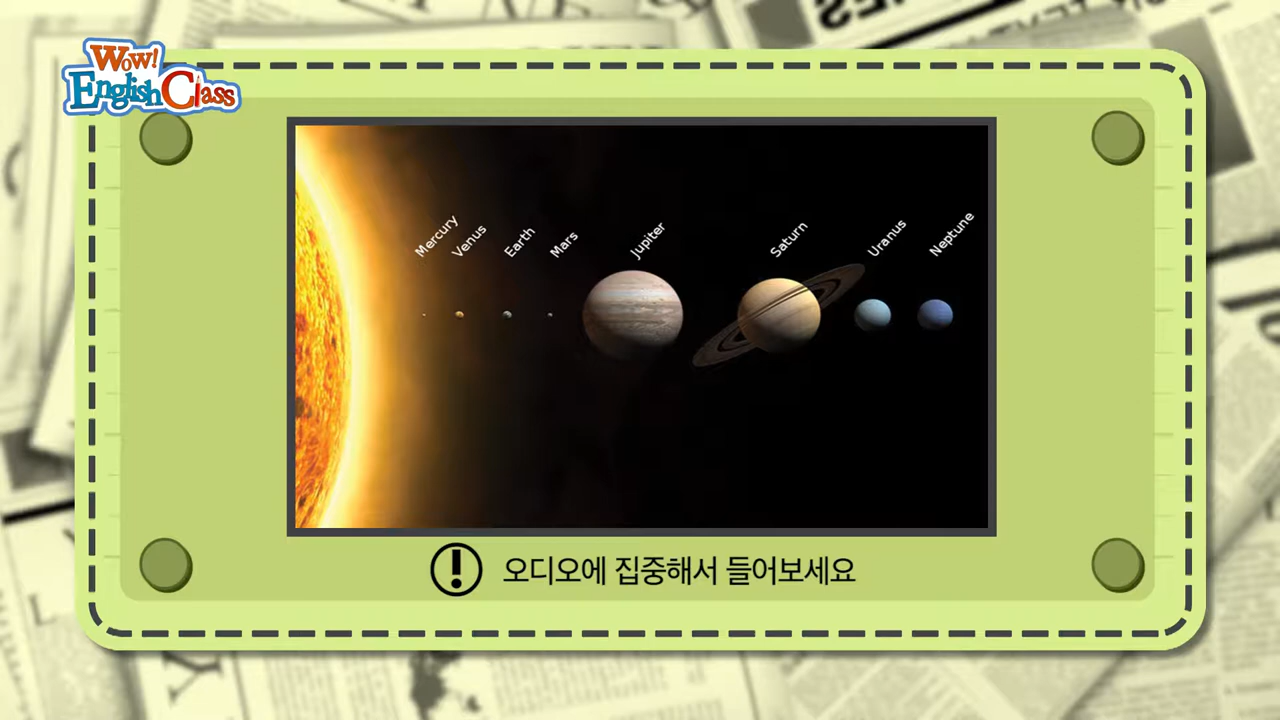 Wow!
English Class
Mercury
Venus
Earth
Mars
Jupiter
Saturn
Uranus
Neptune
! 오디오에 집중해서 들어보세요